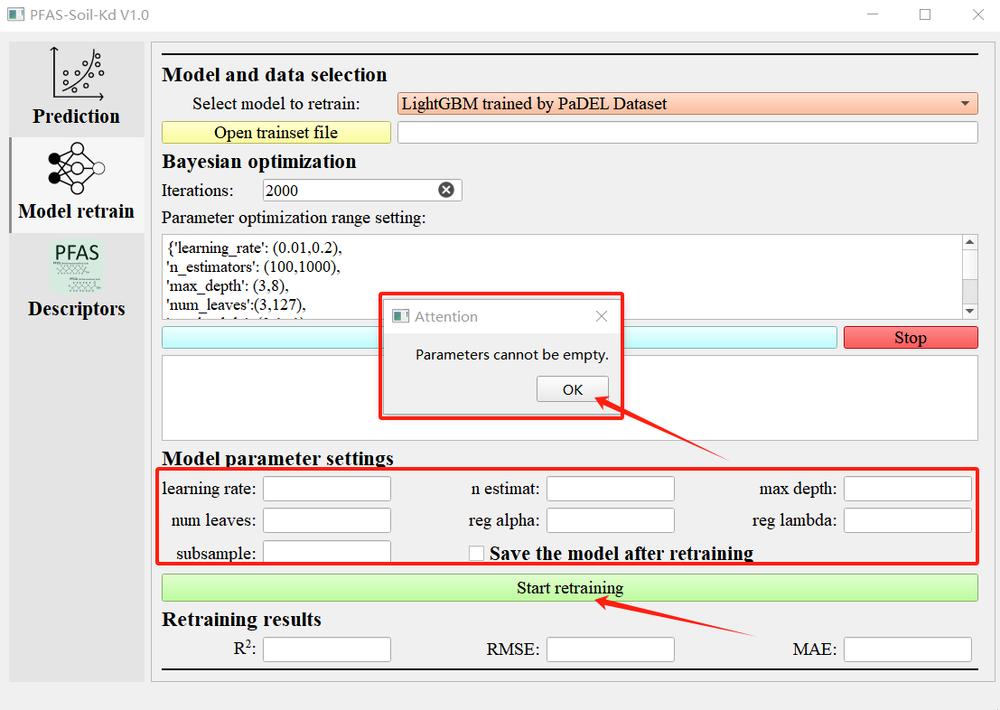 PFAS-Soil-Kd V1.0
Prediction
Model retrain
PFAS
Descriptors
Model and data selection
Select model to retrain: LightGBM trained by PaDEL Dataset
Open trainset file
Bayesian optimization
Iterations: 2000
Parameter optimization range setting:
{'learning_rate': (0.01,0.2),
'n_estimators': (100,1000),
'max_depth': (3,8),
'num_leaves':(3,127),
Stop
Attention
Parameters cannot be empty.
OK
Model parameter settings
learning rate: n estimat: max depth:
num leaves: reg alpha: reg lambda:
subsample: Save the model after retraining
Start retraining
Retraining results
R²: RMSE: MAE: